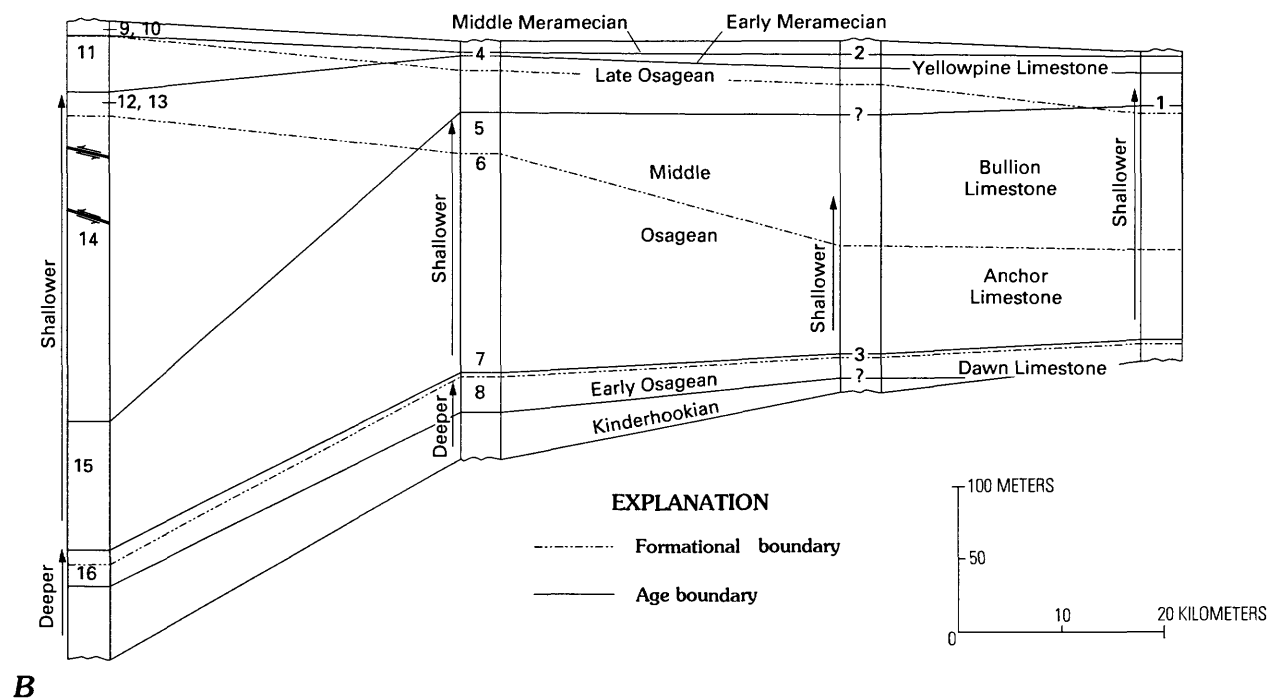 Middle Meramecian
Early Meramecian
9, 10
11
4
2
Late Osagean
Yellowpine Limestone
12, 13
1
5
?
6
Middle
Bullion
Limestone
Shallower
Shallower
Shallower
Shallower
14
Osagean
Anchor
Limestone
7
3
Dawn Limestone
8
Early Osagean
?
Deeper
Kinderhookian
15
EXPLANATION
100 METERS
Formational boundary
50
16
Deeper
Age boundary
10
20 KILOMETERS
0
B